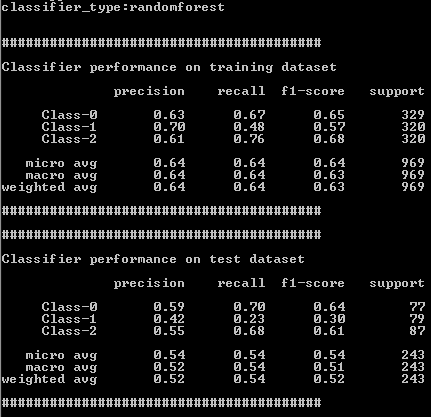 classifier_type:randomforest
########################################
Classifier performance on training dataset
precision recall f1-score support
Class-0 0.63 0.67 0.65 329
Class-1 0.70 0.48 0.57 320
Class-2 0.61 0.76 0.68 320
micro avg 0.64 0.64 0.64 969
macro avg 0.64 0.64 0.63 969
weighted avg 0.64 0.64 0.63 969
########################################
########################################
Classifier performance on test dataset
precision recall f1-score support
Class-0 0.59 0.70 0.64 77
Class-1 0.42 0.23 0.30 79
Class-2 0.55 0.68 0.61 87
micro avg 0.54 0.54 0.54 243
macro avg 0.52 0.54 0.51 243
weighted avg 0.52 0.54 0.52 243
########################################